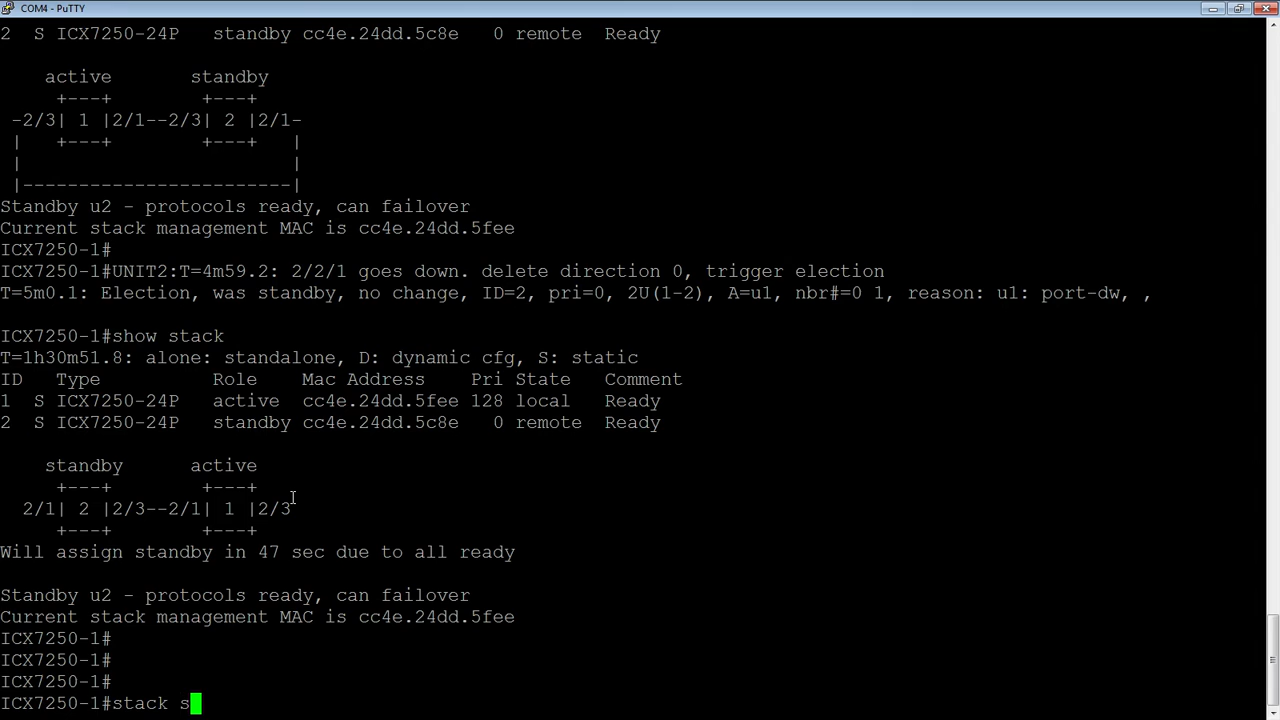 COM4 - PuTTY
2  S ICX7250-24P   standby cc4e.24dd.5c8e   0 remote  Ready

    active       standby
     +---+        +---+
 -2/3| 1 |2/1--2/3| 2 |2/1-
 |   +---+        +---+   |
 |                        |
 |------------------------|
Standby u2 - protocols ready, can failover
Current stack management MAC is cc4e.24dd.5fee
ICX7250-1#
ICX7250-1#UNIT2:T=4m59.2: 2/2/1 goes down. delete direction 0, trigger election
T=5m0.1: Election, was standby, no change, ID=2, pri=0, 2U(1-2), A=u1, nbr#=0 1, reason: u1: port-dw, ,

ICX7250-1#show stack
T=1h30m51.8: alone: standalone, D: dynamic cfg, S: static
ID   Type          Role      Mac Address    Pri State   Comment
1  S ICX7250-24P   active  cc4e.24dd.5fee 128 local   Ready
2  S ICX7250-24P   standby cc4e.24dd.5c8e   0 remote  Ready

    standby      active
     +---+        +---+
  2/1| 2 |2/3--2/1| 1 |2/3
     +---+        +---+
Will assign standby in 47 sec due to all ready

Standby u2 - protocols ready, can failover
Current stack management MAC is cc4e.24dd.5fee
ICX7250-1#
ICX7250-1#
ICX7250-1#
ICX7250-1#stack s